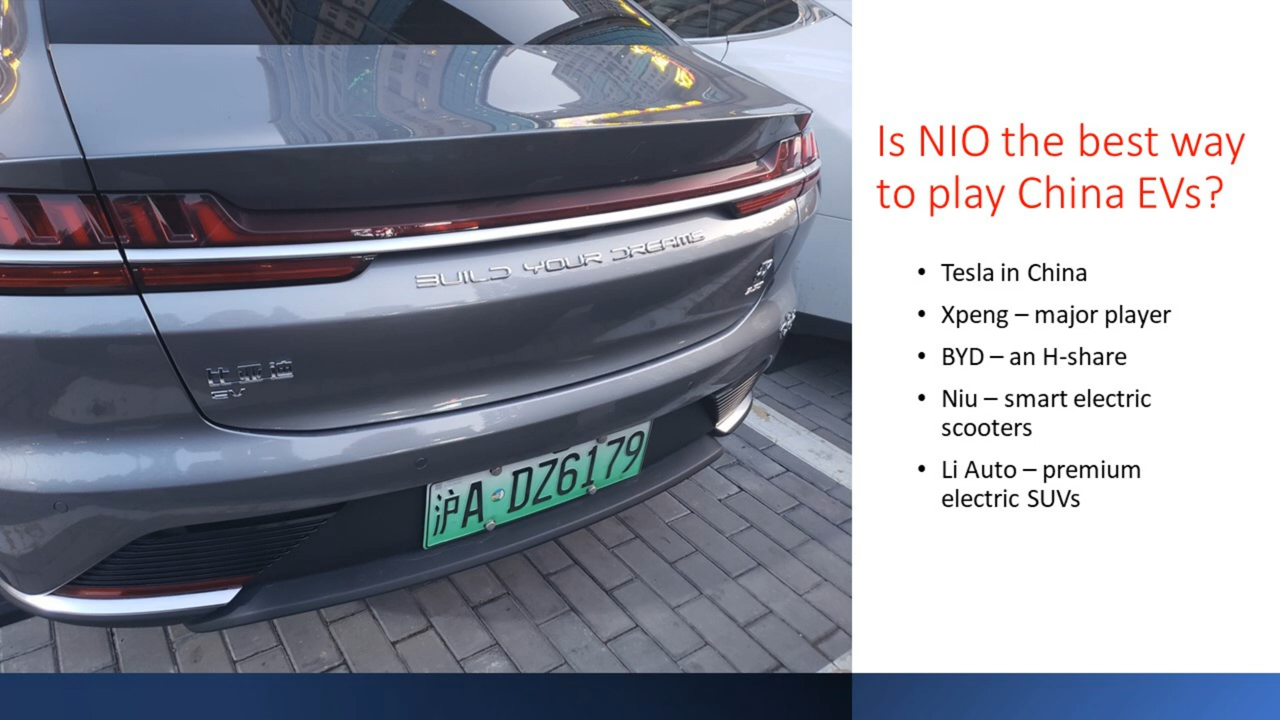 BUILD YOUR DREAMS
比亚迪
EV
沪A·DZ6179
Is NIO the best way
to play China EVs?
• Tesla in China
• Xpeng – major player
• BYD – an H-share
• Niu – smart electric
scooters
• Li Auto – premium
electric SUVs